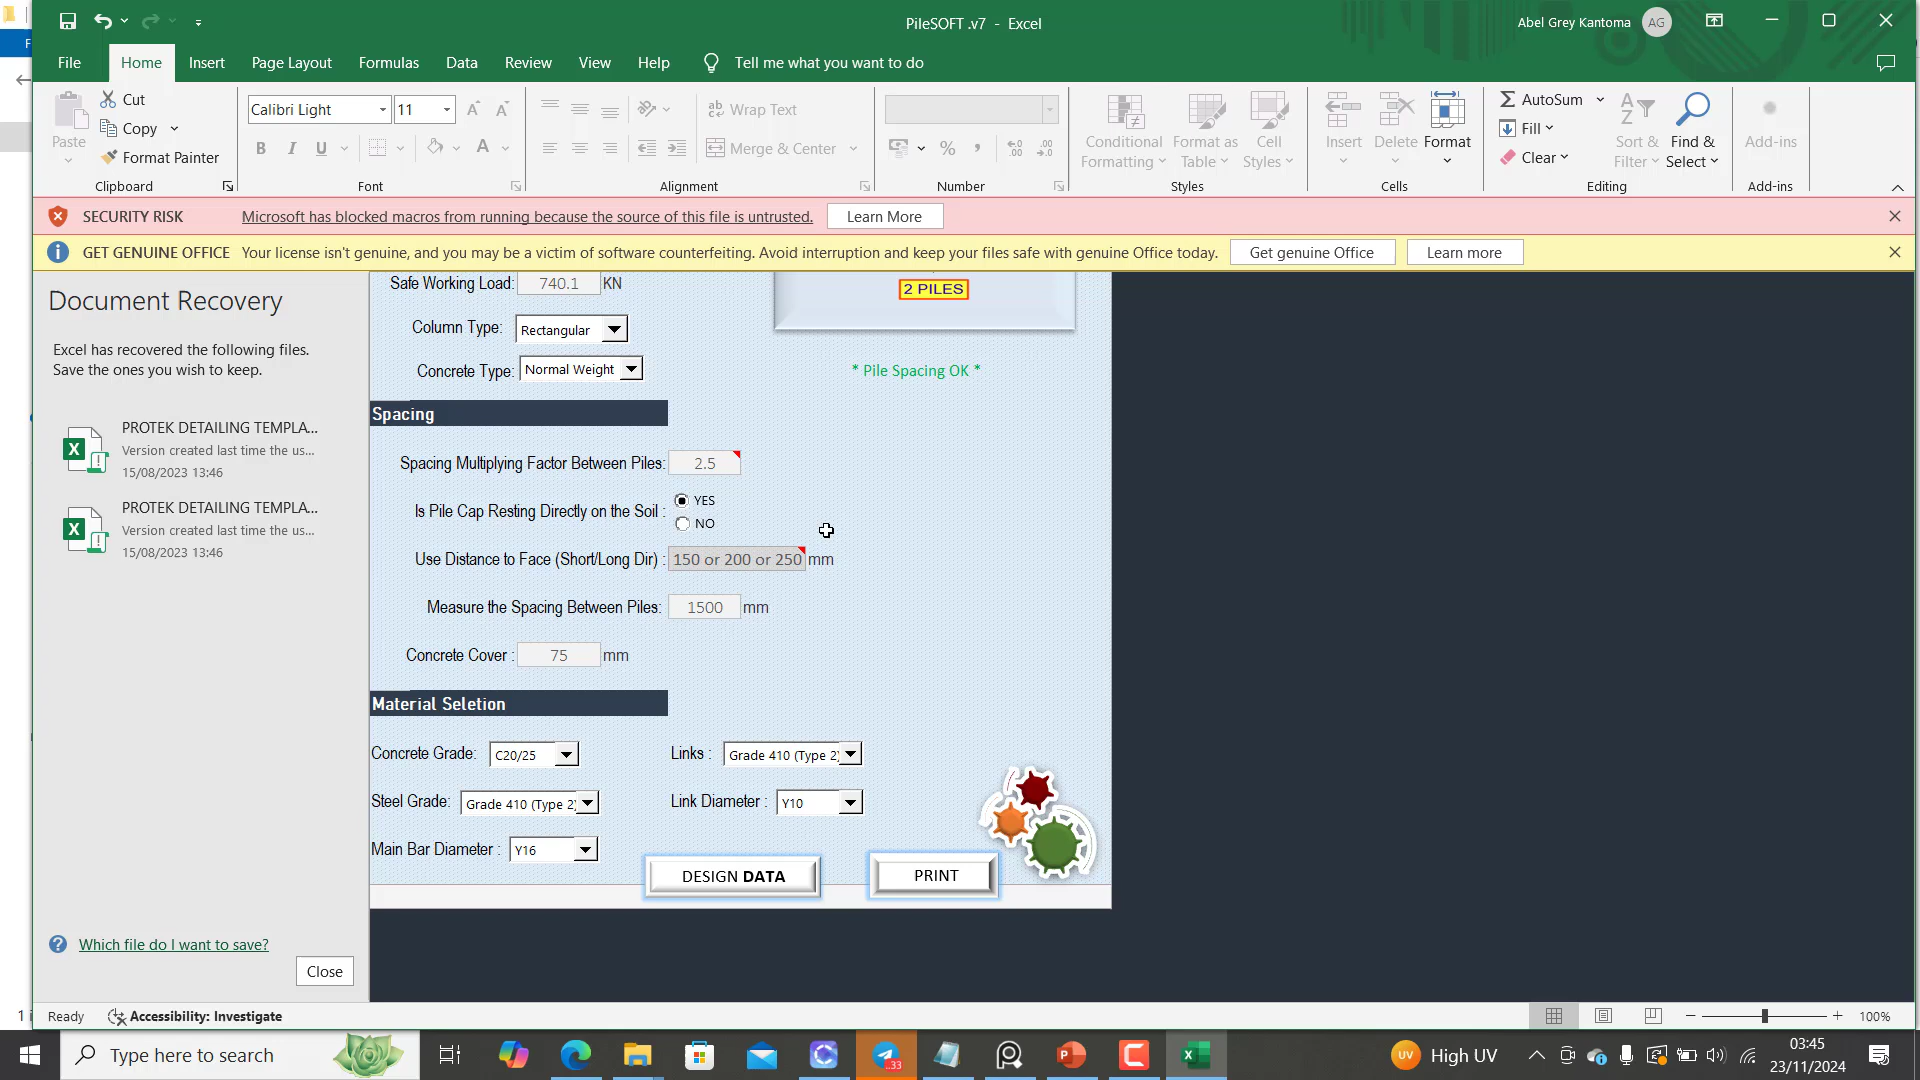 PileSOFT .v7 - Excel
Abel Grey Kantoma
AG
File
Home
Insert
Page Layout
Formulas
Data
Review
View
Help
Tell me what you want to do
Paste
Cut
Copy
Format Painter
Clipboard
Calibri Light
11
B I U
Font
Wrap Text
Merge & Center
Alignment
Number
Conditional Formatting
Format as Table
Cell Styles
Styles
Insert
Delete
Format
Cells
AutoSum
Fill
Clear
Sort & Filter
Find & Select
Editing
Add-ins
Add-ins
SECURITY RISK
Microsoft has blocked macros from running because the source of this file is untrusted.
Learn More
GET GENUINE OFFICE
Your license isn't genuine, and you may be a victim of software counterfeiting. Avoid interruption and keep your files safe with genuine Office today.
Get genuine Office
Learn more
Document Recovery
Excel has recovered the following files.
Save the ones you wish to keep.
PROTEK DETAILING TEMPLA...
Version created last time the us...
15/08/2023 13:46
PROTEK DETAILING TEMPLA...
Version created last time the us...
15/08/2023 13:46
Which file do I want to save?
Close
Safe Working Load: 740.1 KN
2 PILES
Column Type: Rectangular
Concrete Type: Normal Weight
* Pile Spacing OK *
Spacing
Spacing Multiplying Factor Between Piles: 2.5
Is Pile Cap Resting Directly on the Soil :
YES
NO
Use Distance to Face (Short/Long Dir) : 150 or 200 or 250 mm
Measure the Spacing Between Piles: 1500 mm
Concrete Cover : 75 mm
Material Seletion
Concrete Grade: C20/25
Links : Grade 410 (Type 2)
Steel Grade: Grade 410 (Type 2)
Link Diameter : Y10
Main Bar Diameter : Y16
DESIGN DATA
PRINT
Ready
Accessibility: Investigate
100%
Type here to search
33
UV
High UV
03:45
23/11/2024